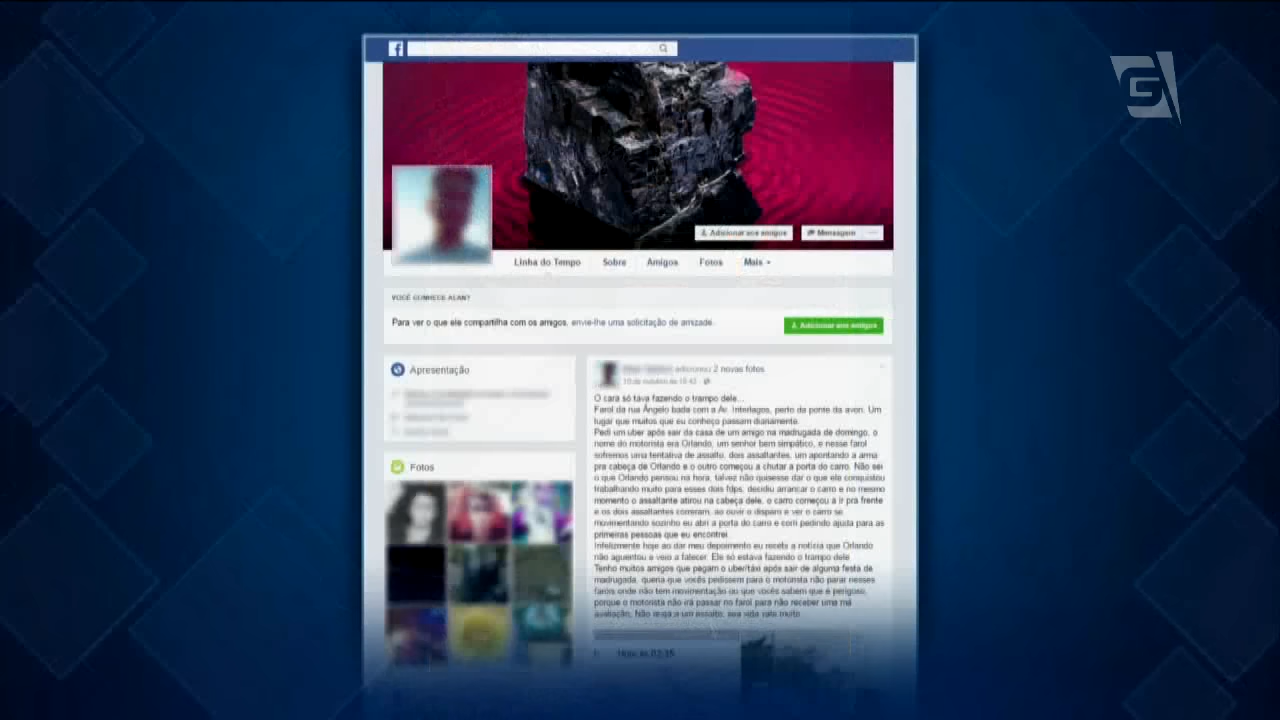 f
G
Adicionar aos amigos
Mensagem
Linha do Tempo Sobre Amigos Fotos Mais
VOCÊ CONHECE ALAN?
Para ver o que ele compartilha com os amigos, envie-lhe uma solicitação de amizade.
Adicionar aos amigos
Apresentação
Fotos
adicionou 2 novas fotos
10 de outubro às
O cara só tava fazendo o trampo dele...
Farol da rua Ângelo bada com a Av. Interlagos, perto da ponte da avon. Um
lugar que muitos que eu conheço passam diariamente.
Pedi um uber após sair da casa de um amigo na madrugada de domingo, o
nome do motorista era Orlando, um senhor bem simpático, e nesse farol
sofremos uma tentativa de assalto, dois assaltantes, um apontando a arma
pra cabeça de Orlando e o outro começou a chutar a porta do carro. Não sei
o que Orlando pensou na hora, talvez não quisesse dar o que ele conquistou
trabalhando muito para esses dois fdps, decidiu arrancar o carro e no mesmo
momento o assaltante atirou na cabeça dele, o carro começou a ir pra frente
e os dois assaltantes correram, ao ouvir o disparo e ver o carro se
movimentando sozinho eu abri a porta do carro e corri pedindo ajuda para as
primeiras pessoas que eu encontrei.
Infelizmente hoje ao dar meu depoimento eu recebi a notícia que Orlando
não aguentou e veio a falecer. Ele só estava fazendo o trampo dele.
Tenho muitos amigos que pegam o uber/táxi após sair de alguma festa de
madrugada, queria que vocês pedissem para o motorista não parar nesses
faróis onde não tem movimentação ou que vocês sabem que é perigoso,
porque o motorista não irá passar no farol para não receber uma má
avaliação. Não reaja a um assalto, sua vida vale muito.
Hoje às 02:35